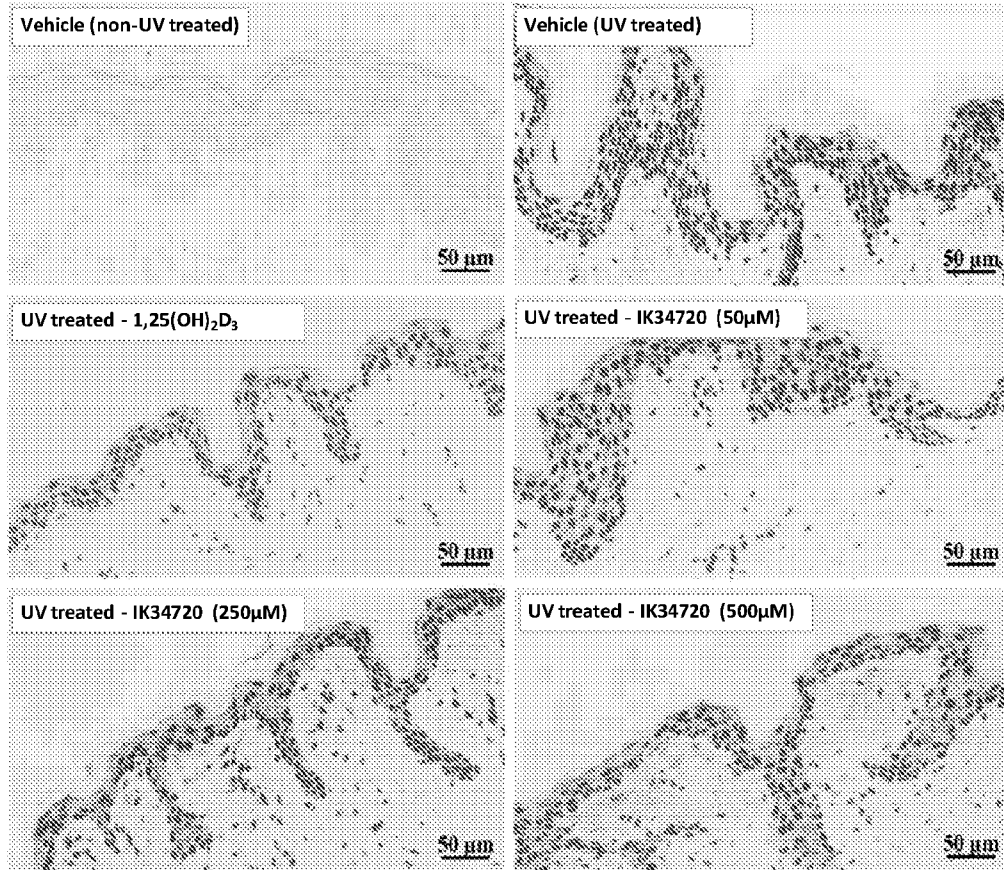 Vehicle (non-UV treated)
Vehicle (UV treated)
50 µm
50 µm
UV treated - 1,25(OH)₂D₃
UV treated - IK34720 (50µM)
50 µm
50 µm
UV treated - IK34720 (250µM)
UV treated - IK34720 (500µM)
50 µm
50 µm